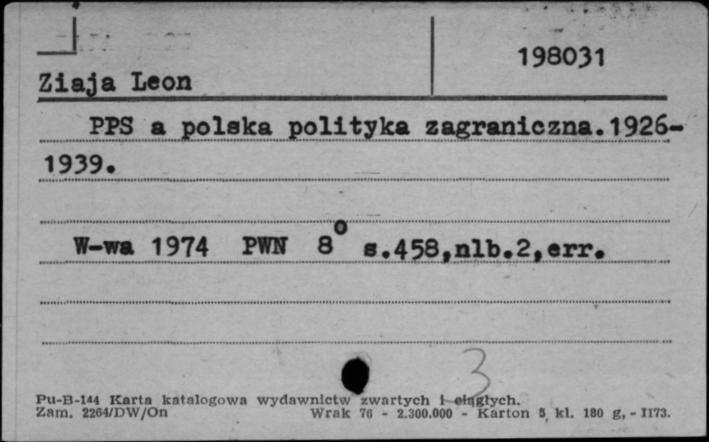 198031
Ziaja Leon
PPS a polska polityka zagraniczna.1926-
1939.
W-wa 1974 PWN 8° s.458,nlb.2,err.
3
Pu-B-144 Karta katalogowa wydawnictw zwartych i ciągłych.
Zam. 2264/DW/On Wrak 76 - 2.300.000 - Karton 5 kl. 180 g, - I173.